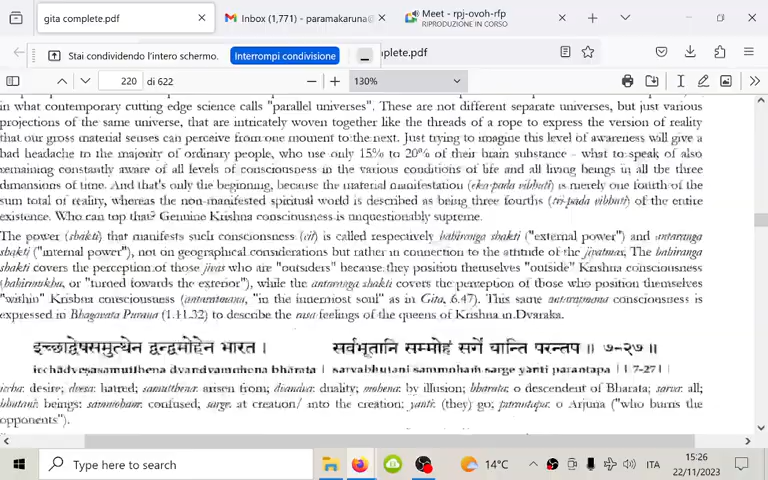 gita complete.pdf
Inbox (1,771) - paramakaruna@
Meet - rpj-ovoh-rfp
RIPRODUZIONE IN CORSO
Stai condividendo l'intero schermo.
Interrompi condivisione
plete.pdf
220 di 622
130%
in what contemporary cutting edge science calls "parallel universes". These are not different separate universes, but just various
projections of the same universe, that are intricately woven together like the threads of a rope to express the version of reality
that our gross material senses can perceive from one moment to the next. Just trying to imagine this level of awareness will give a
bad headache to the majority of ordinary people, who use only 15% to 20% of their brain substance - what to speak of also
remaining constantly aware of all levels of consciousness in the various conditions of life and all living beings in all the three
dimensions of time. And that's only the beginning, because the material manifestation (eka-pada vibhuti) is merely one fourth of the
sum total of reality, whereas the non-manifested spiritual world is described as being three fourths (tri-pada vibhuti) of the entire
existence. Who can top that? Genuine Krishna consciousness is unquestionably supreme.
The power (shakti) that manifests such consciousness (cit) is called respectively bahiranga shakti ("external power") and antaranga
shakti ("internal power"), not on geographical considerations but rather in connection to the attitude of the jivatman. The bahiranga
shakti covers the perception of those jivas who are "outsiders" because they position themselves "outside" Krishna consciousness
(bahirmukha, or "turned towards the exterior"), while the antaranga shakti covers the perception of those who position themselves
"within" Krishna consciousness (antaratmana, "in the innermost soul" as in Gita, 6.47). This same antaratmana consciousness is
expressed in Bhagavata Purana (1.11.32) to describe the rasa feelings of the queens of Krishna in Dvaraka.
इच्छाद्वेषसमुत्थेन द्वन्द्वमोहेन भारत । सर्वभूतानि सम्मोहं सर्गे यान्ति परन्तप ॥ ७-२७ ॥
icchadvesasamutthena dvandvamohena bhārata | sarvabhutani sammoham sarge yānti parantapa | | 7-27 |
iccha: desire; dvesa: hatred; samutthena: arisen from; dvandva: duality; mohena: by illusion; bharata: o descendent of Bharata; sarva: all;
bhutani: beings; sammoham: confused; sarge: at creation/ into the creation; yanti: (they) go; parantapa: o Arjuna ("who burns the
opponents").
Type here to search
14°C
ITA
15:26
22/11/2023